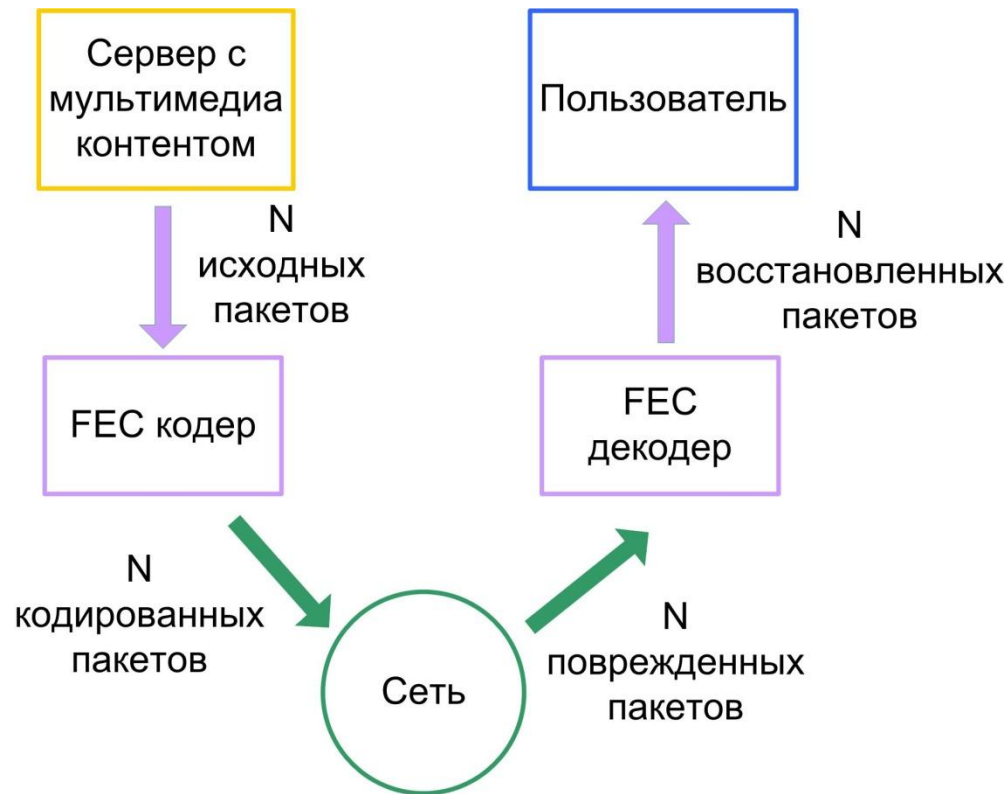 Сервер с
мультимедиа
контентом
N
исходных
пакетов
FEC кодер
N
кодированных
пакетов
Сеть
N
поврежденных
пакетов
FEC
декодер
N
восстановленных
пакетов
Пользователь